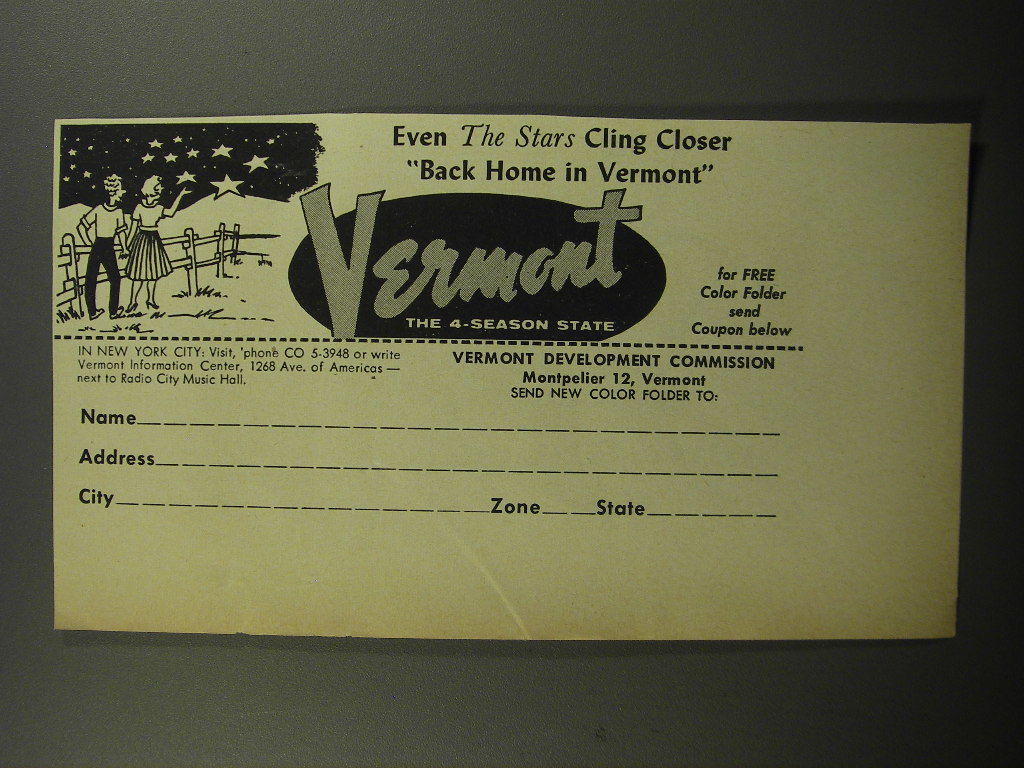 Even The Stars Cling Closer
"Back Home in Vermont"
Vermont
THE 4-SEASON STATE
for FREE
Color Folder
send
Coupon below
IN NEW YORK CITY: Visit, 'phone CO 5-3948 or write
Vermont Information Center, 1268 Ave. of Americas —
next to Radio City Music Hall.
VERMONT DEVELOPMENT COMMISSION
Montpelier 12, Vermont
SEND NEW COLOR FOLDER TO:
Name
Address
City Zone State